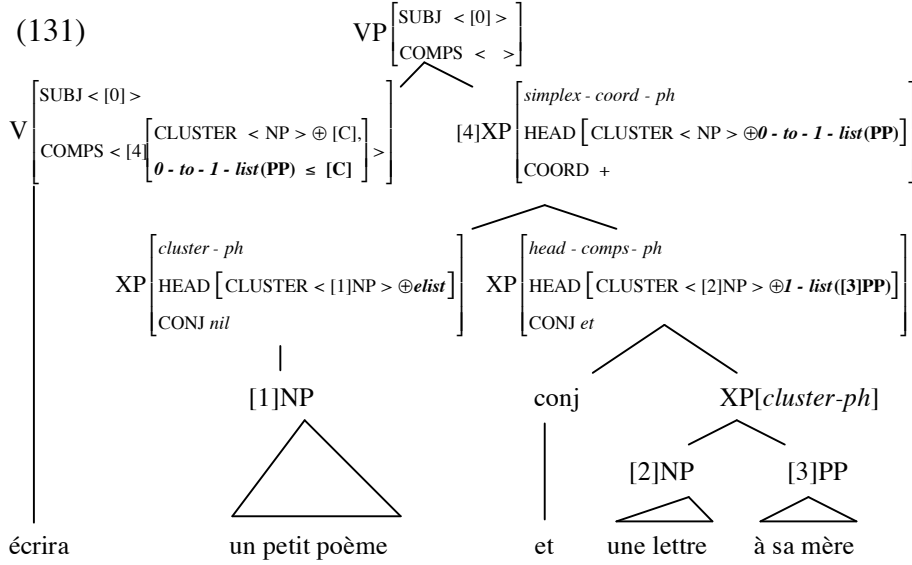 (131)
VP [SUBJ < [0] >
COMPS < >]
V [SUBJ < [0] >
COMPS < [4] [CLUSTER < NP > ⊕ [C],
0 - to - 1 - list(PP) ≤ [C]] >]
[4]XP [simplex - coord - ph
HEAD [CLUSTER < NP > ⊕0 - to - 1 - list(PP)]
COORD +]
XP [cluster - ph
HEAD [CLUSTER < [1]NP > ⊕elist]
CONJ nil]
XP [head - comps - ph
HEAD [CLUSTER < [2]NP > ⊕1 - list([3]PP)]
CONJ et]
[1]NP conj XP[cluster-ph]
[2]NP [3]PP
écrira un petit poème et une lettre à sa mère